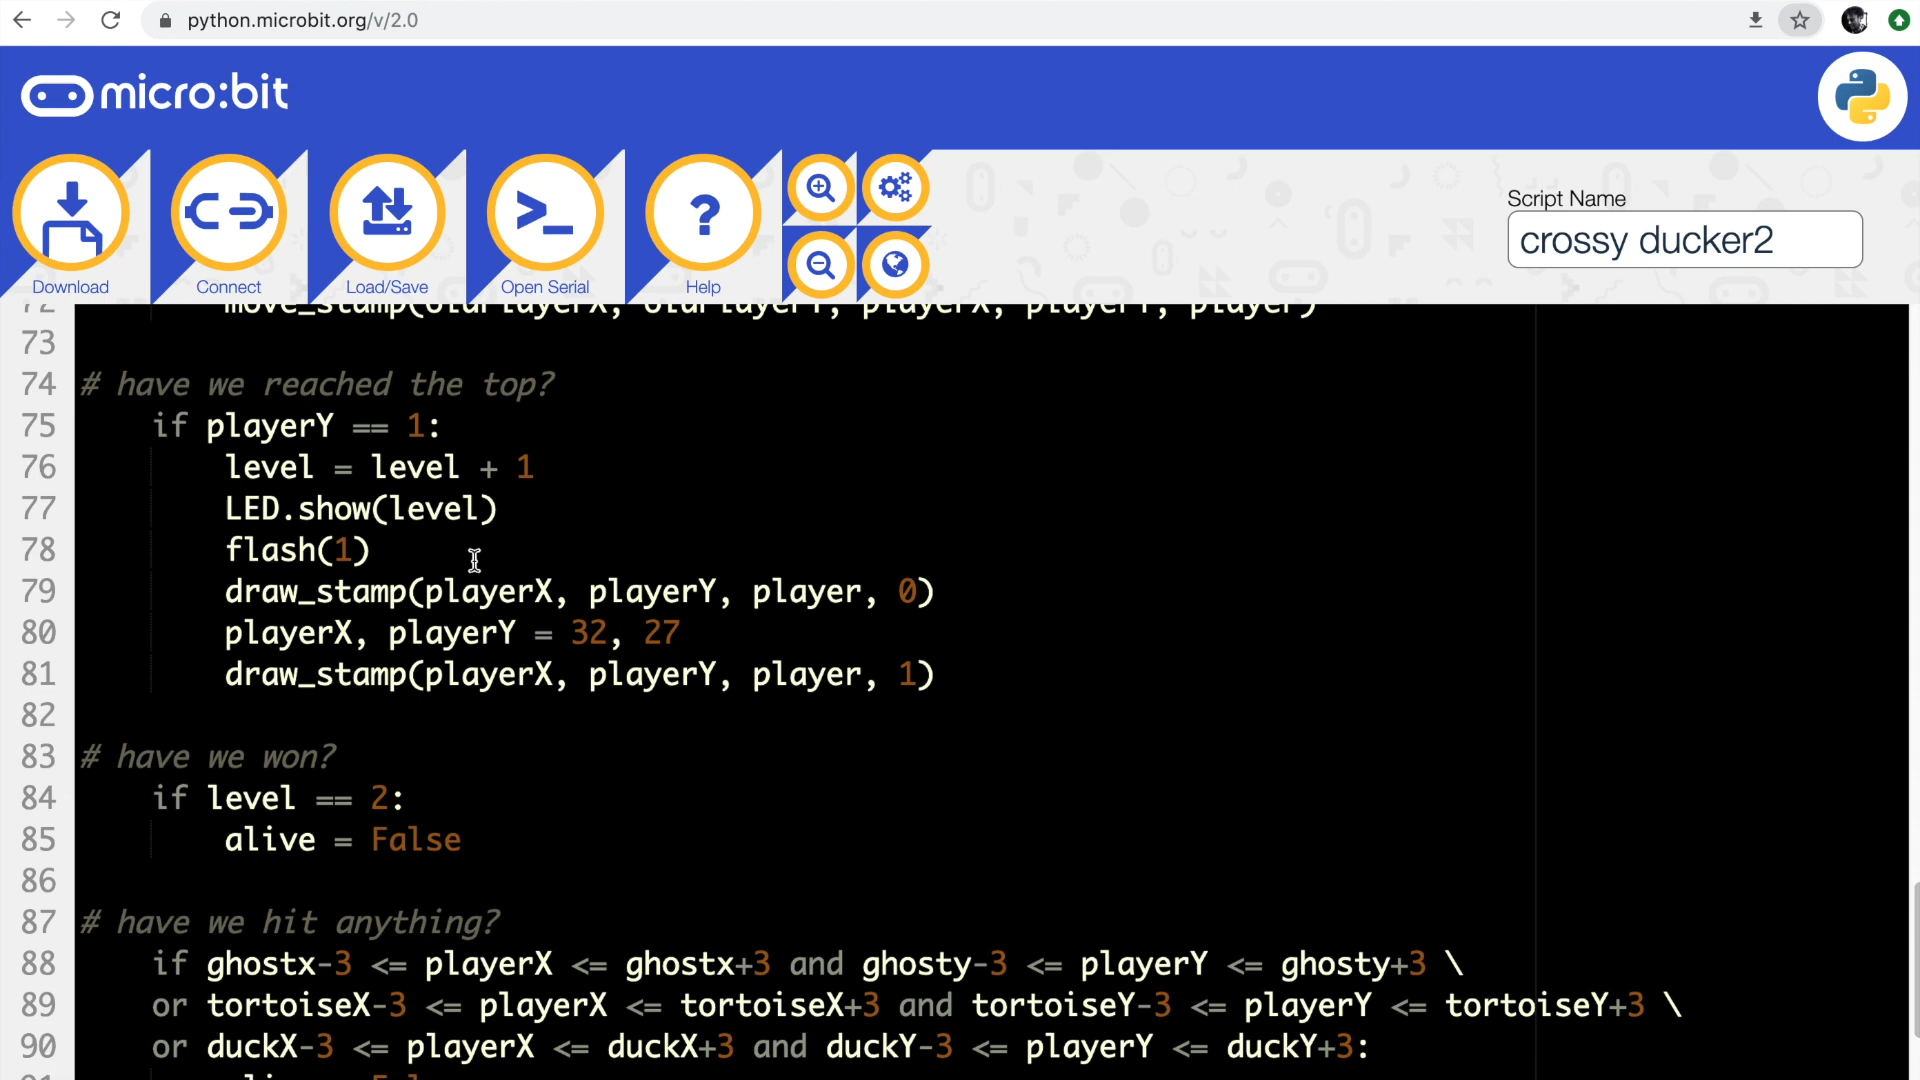 python.microbit.org/v/2.0
micro:bit
Download
Connect
Load/Save
>_
Open Serial
?
Help
Script Name
crossy ducker2
72 move_stamp(oldPlayerX, oldPlayerY, playerX, playerY, player)
73
74 # have we reached the top?
75 if playerY == 1:
76 level = level + 1
77 LED.show(level)
78 flash(1)
79 draw_stamp(playerX, playerY, player, 0)
80 playerX, playerY = 32, 27
81 draw_stamp(playerX, playerY, player, 1)
82
83 # have we won?
84 if level == 2:
85 alive = False
86
87 # have we hit anything?
88 if ghostx-3 <= playerX <= ghostx+3 and ghosty-3 <= playerY <= ghosty+3 \
89 or tortoiseX-3 <= playerX <= tortoiseX+3 and tortoiseY-3 <= playerY <= tortoiseY+3 \
90 or duckX-3 <= playerX <= duckX+3 and duckY-3 <= playerY <= duckY+3: